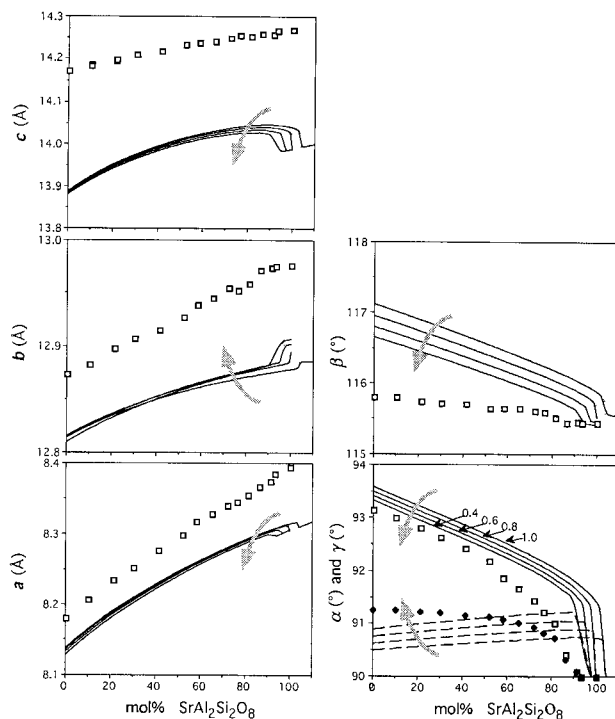 14.3
14.2
14.1
14.0
13.9
13.8
c (Å)
13.0
12.9
12.8
b (Å)
118
117
116
115
β (°)
8.4
8.3
8.2
8.1
a (Å)
0 20 40 60 80 100
mol% SrAl2Si2O8
94
93
92
91
90
α (°) and γ (°)
0.4
0.6
0.8
1.0
0 20 40 60 80 100
mol% SrAl2Si2O8